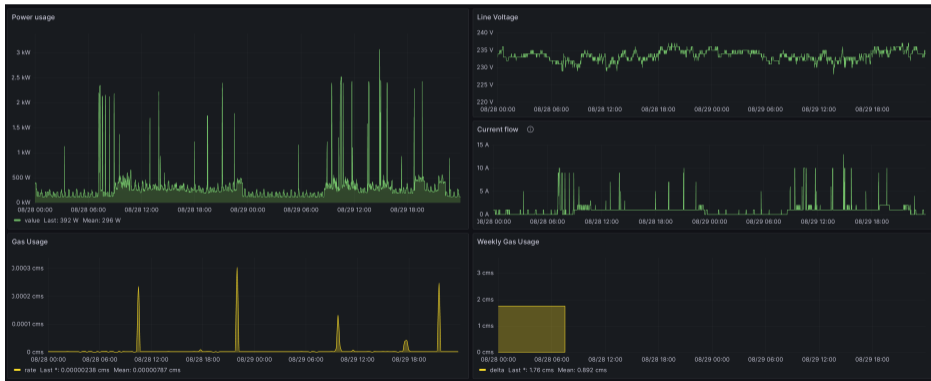 Power usage
3 kW
2.5 kW
2 kW
1.5 kW
1 kW
500 W
0 kW
08/28 00:00 08/28 06:00 08/28 12:00 08/28 18:00 08/29 00:00 08/29 06:00 08/29 12:00 08/29 18:00
value Last: 392 W Mean: 296 W
Line Voltage
240 V
235 V
230 V
225 V
220 V
08/28 00:00 08/28 06:00 08/28 12:00 08/28 18:00 08/29 00:00 08/29 06:00 08/29 12:00 08/29 18:00
Current flow
15 A
10 A
5 A
0 A
08/28 00:00 08/28 06:00 08/28 12:00 08/28 18:00 08/29 00:00 08/29 06:00 08/29 12:00 08/29 18:00
Gas Usage
0.0003 cms
0.0002 cms
0.0001 cms
0 cms
08/28 00:00 08/28 06:00 08/28 12:00 08/28 18:00 08/29 00:00 08/29 06:00 08/29 12:00 08/29 18:00
rate Last *: 0.00000238 cms Mean: 0.00000787 cms
Weekly Gas Usage
3 cms
2 cms
1 cms
0 cms
08/28 00:00 08/28 06:00 08/28 12:00 08/28 18:00 08/29 00:00 08/29 06:00 08/29 12:00 08/29 18:00
delta Last *: 1.76 cms Mean: 0.892 cms